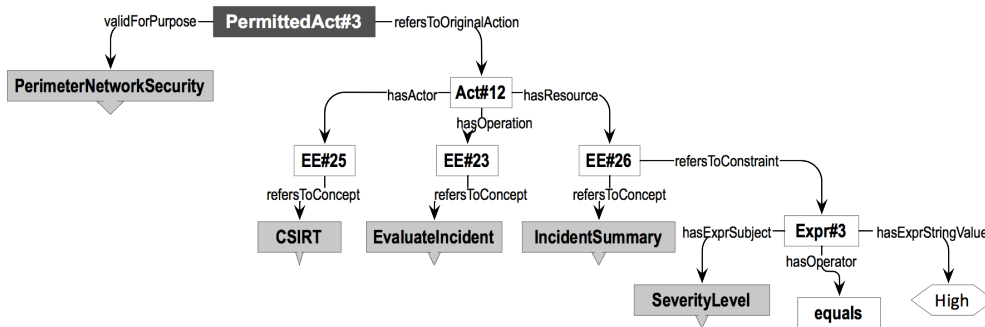 validForPurpose
PermittedAct#3
refersToOriginalAction
PerimeterNetworkSecurity
hasActor
Act#12
hasResource
hasOperation
EE#25
EE#23
EE#26
refersToConstraint
refersToConcept
refersToConcept
refersToConcept
CSIRT
EvaluateIncident
IncidentSummary
hasExprSubject
Expr#3
hasExprStringValue
hasOperator
SeverityLevel
equals
High